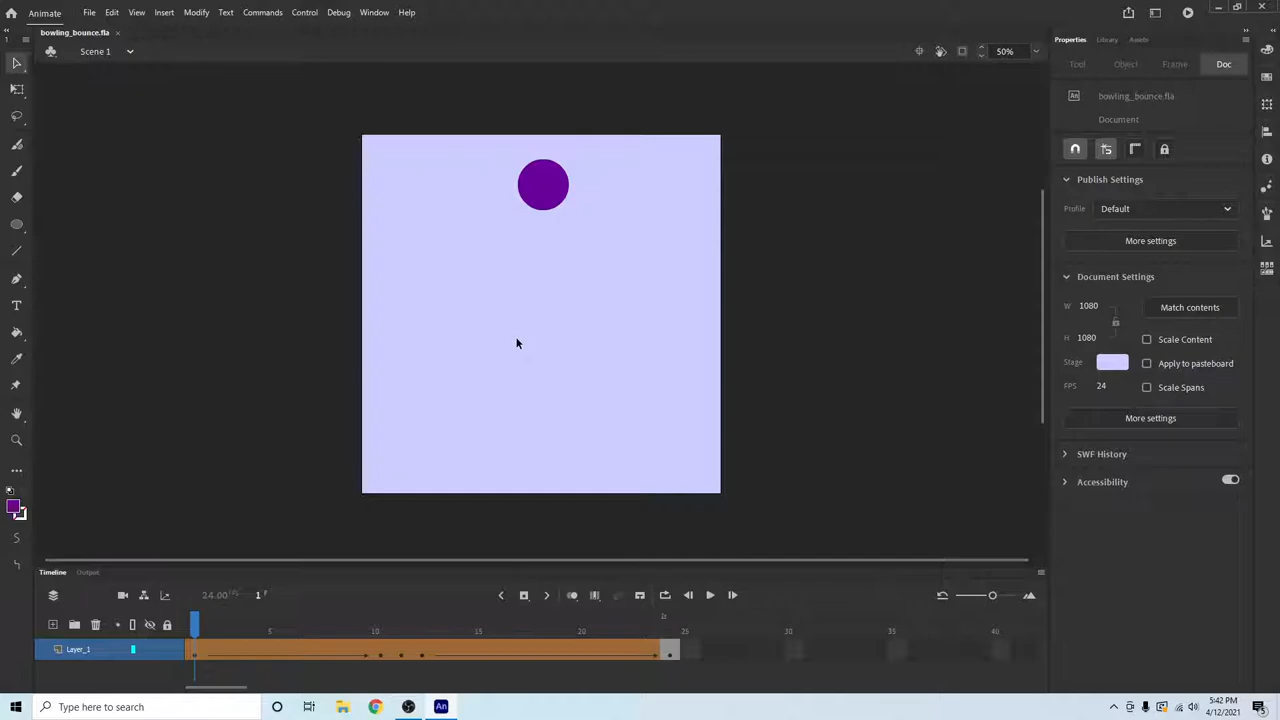 Animate File Edit View Insert Modify Text Commands Control Debug Window Help
bowling_bounce.fla
Scene 1
50%
Properties Library Assets
Tool Object Frame Doc
An bowling_bounce.fla
Document
Publish Settings
Profile Default
More settings
Document Settings
W 1080 Match contents
H 1080 Scale Content
Stage Apply to pasteboard
FPS 24 Scale Spans
More settings
SWF History
Accessibility
Timeline Output
24.00 1 F
1s
5 10 15 20 25 30 35 40
Layer_1
Type here to search
An
5:42 PM
4/12/2021